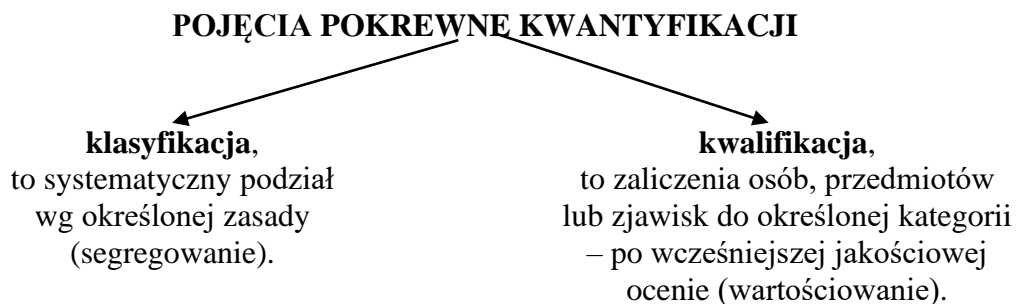 POJĘCIA POKREWNE KWANTYFIKACJI
klasyfikacja,
to systematyczny podział
wg określonej zasady
(segregowanie).
kwalifikacja,
to zaliczenia osób, przedmiotów
lub zjawisk do określonej kategorii
– po wcześniejszej jakościowej
ocenie (wartościowanie).